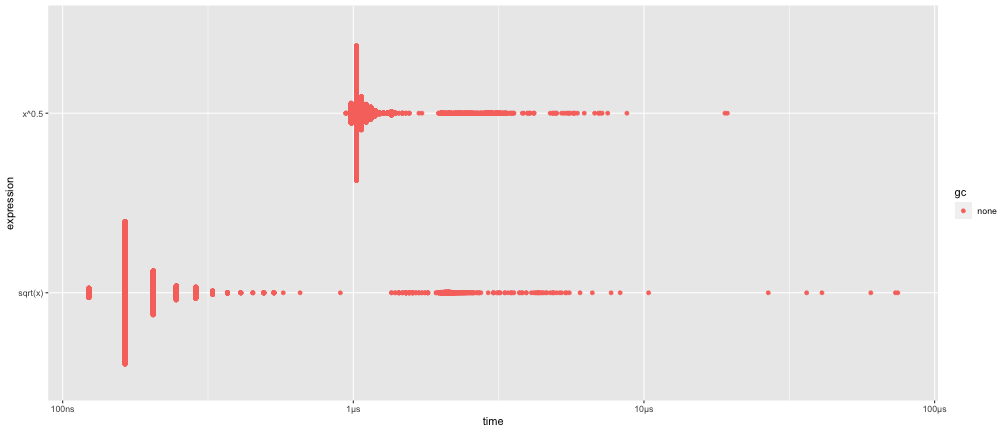 x^0.5
expression
sqrt(x)
100ns
1µs
10µs
100µs
time
gc
none